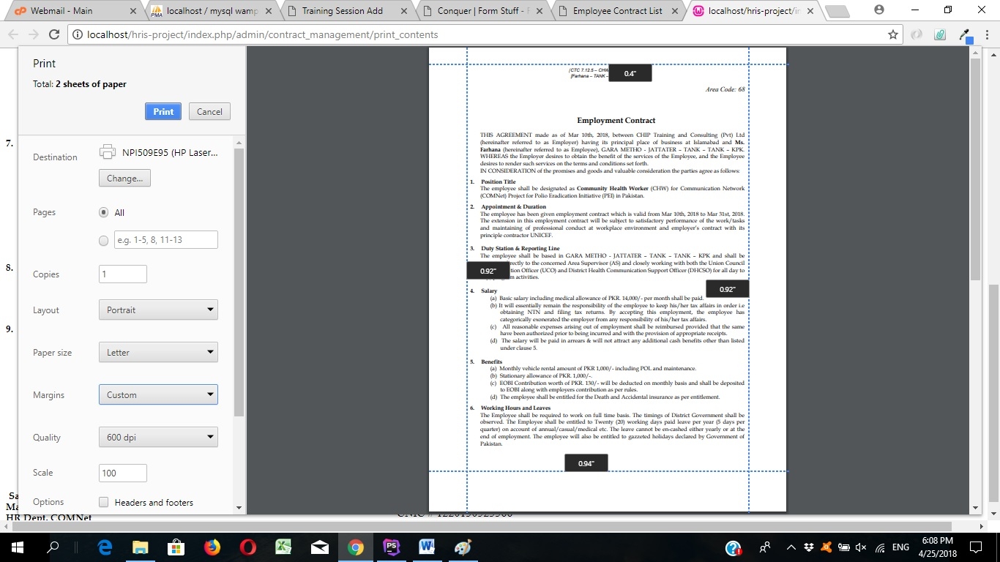 Webmail - Main
localhost / mysql wamp
Training Session Add
Conquer | Form Stuff -
Employee Contract List
localhost/hris-project/in
localhost/hris-project/index.php/admin/contract_management/print_contents
Print
Total: 2 sheets of paper
Print
Cancel
Destination
NPI509E95 (HP Laser...
Change...
Pages
All
e.g. 1-5, 8, 11-13
Copies
1
Layout
Portrait
Paper size
Letter
Margins
Custom
Quality
600 dpi
Scale
100
Options
Headers and footers
7.
8.
9.
Sa
Ma
HR Dept. COMNet
(CTC 7.12.5 – CHW
(Farhana – TANK –
0.4"
Area Code: 68
Employment Contract
THIS AGREEMENT made as of Mar 10th, 2018, between CHIP Training and Consulting (Pvt) Ltd
(hereinafter referred to as Employer) having its principal place of business at Islamabad and Ms.
Farhana (hereinafter referred to as Employee), GARA METHO - JATTATER – TANK – TANK – KPK.
WHEREAS the Employer desires to obtain the benefit of the services of the Employee, and the Employee
desires to render such services on the terms and conditions set forth.
IN CONSIDERATION of the promises and goods and valuable consideration the parties agree as follows:
1. Position Title
The employee shall be designated as Community Health Worker (CHW) for Communication Network
(COMNet) Project for Polio Eradication Initiative (PEI) in Pakistan.
2. Appointment & Duration
The employee has been given employment contract which is valid from Mar 10th, 2018 to Mar 31st, 2018.
The extension in this employment contract will be subject to satisfactory performance of the work/tasks
and maintaining of professional conduct at workplace environment and employer's contract with its
principle contractor UNICEF.
3. Duty Station & Reporting Line
The employee shall be based in GARA METHO - JATTATER – TANK – TANK – KPK and shall be
rectly to the concerned Area Supervisor (AS) and closely working with both the Union Council
0.92"
tion Officer (UCO) and District Health Communication Support Officer (DHCSO) for all day to
m activities.
0.92"
4. Salary
(a) Basic salary including medical allowance of PKR. 14,000/- per month shall be paid.
(b) It will essentially remain the responsibility of the employee to keep his/her tax affairs in order i.e
obtaining NTN and filing tax returns. By accepting this employment, the employee has
categorically exonerated the employer from any responsibility of his/her tax affairs.
(c) All reasonable expenses arising out of employment shall be reimbursed provided that the same
have been authorized prior to being incurred and with the provision of appropriate receipts.
(d) The salary will be paid in arrears & will not attract any additional cash benefits other than listed
under clause 5.
5. Benefits
(a) Monthly vehicle rental amount of PKR 1,000/- including POL and maintenance.
(b) Stationary allowance of PKR. 1,000/-.
(c) EOBI Contribution worth of PKR. 130/- will be deducted on monthly basis and shall be deposited
to EOBI along with employers contribution as per rules.
(d) The employee shall be entitled for the Death and Accidental insurance as per entitlement.
6. Working Hours and Leaves
The Employee shall be required to work on full time basis. The timings of District Government shall be
observed. The Employee shall be entitled to Twenty (20) working days paid leave per year (5 days per
quarter) on account of annual/casual/medical etc. The leave cannot be en-cashed either yearly or at the
end of employment. The employee will also be entitled to gazzeted holidays declared by Government of
Pakistan.
0.94"
ENG
6:08 PM
4/25/2018